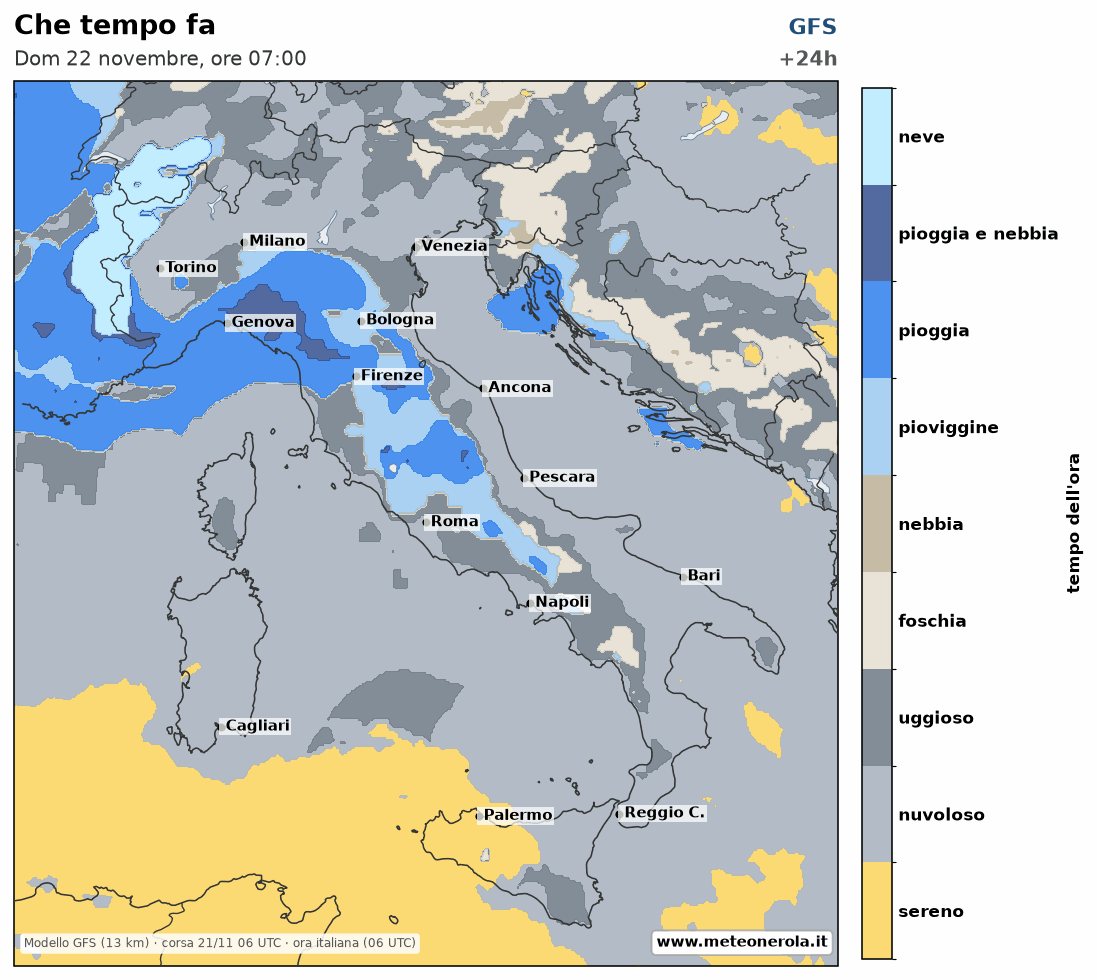 Che tempo fa
GFS
Dom 22 novembre, ore 07:00
+24h
neve
pioggia e nebbia
pioggia
pioviggine
nebbia
foschia
uggioso
nuvoloso
sereno
tempo dell'ora
Milano
Venezia
Torino
Genova
Bologna
Firenze
Ancona
Pescara
Roma
Bari
Napoli
Cagliari
Palermo
Reggio C.
Modello GFS (13 km) · corsa 21/11 06 UTC · ora italiana (06 UTC)
www.meteonerola.it